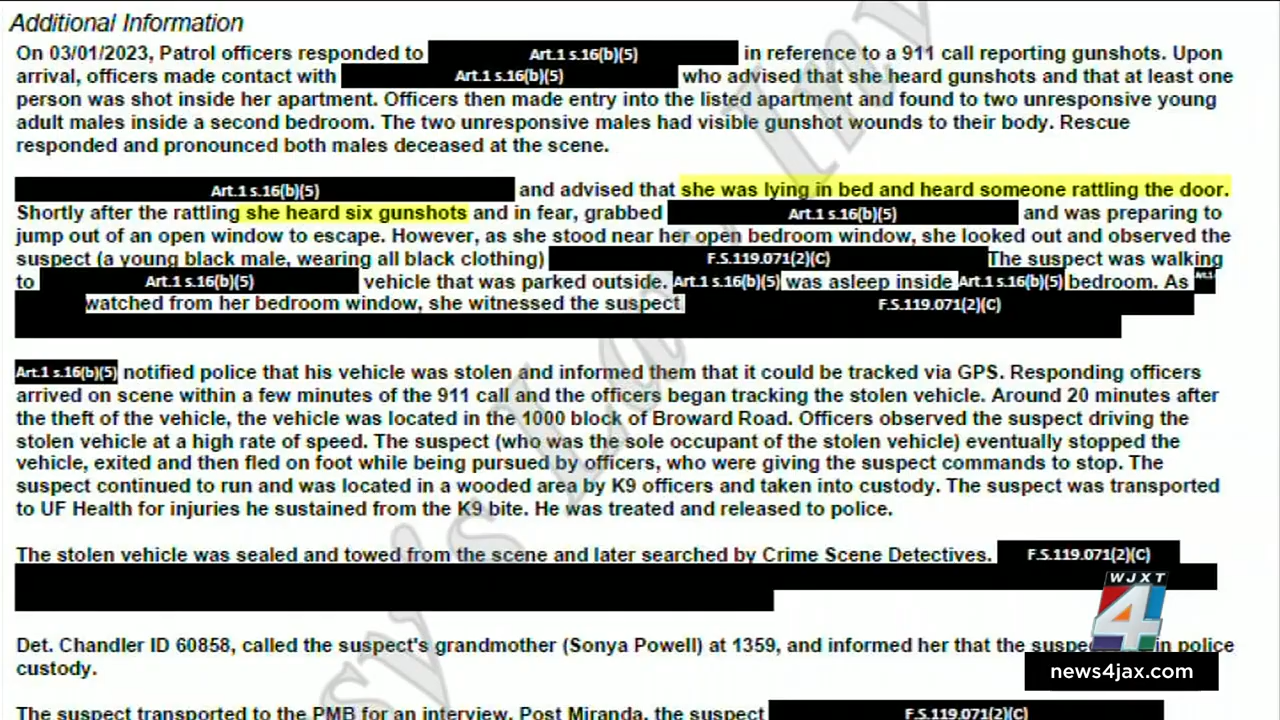 Additional Information
On 03/01/2023, Patrol officers responded to Art.1 s.16(b)(5) in reference to a 911 call reporting gunshots. Upon
arrival, officers made contact with Art.1 s.16(b)(5) who advised that she heard gunshots and that at least one
person was shot inside her apartment. Officers then made entry into the listed apartment and found to two unresponsive young
adult males inside a second bedroom. The two unresponsive males had visible gunshot wounds to their body. Rescue
responded and pronounced both males deceased at the scene.
Art.1 s.16(b)(5) and advised that she was lying in bed and heard someone rattling the door.
Shortly after the rattling she heard six gunshots and in fear, grabbed Art.1 s.16(b)(5) and was preparing to
jump out of an open window to escape. However, as she stood near her open bedroom window, she looked out and observed the
suspect (a young black male, wearing all black clothing) F.S.119.071(2)(C) The suspect was walking
to Art.1 s.16(b)(5) vehicle that was parked outside. Art.1 s.16(b)(5) was asleep inside Art.1 s.16(b)(5) bedroom. As Art.1
watched from her bedroom window, she witnessed the suspect F.S.119.071(2)(C)
Art.1 s.16(b)(5) notified police that his vehicle was stolen and informed them that it could be tracked via GPS. Responding officers
arrived on scene within a few minutes of the 911 call and the officers began tracking the stolen vehicle. Around 20 minutes after
the theft of the vehicle, the vehicle was located in the 1000 block of Broward Road. Officers observed the suspect driving the
stolen vehicle at a high rate of speed. The suspect (who was the sole occupant of the stolen vehicle) eventually stopped the
vehicle, exited and then fled on foot while being pursued by officers, who were giving the suspect commands to stop. The
suspect continued to run and was located in a wooded area by K9 officers and taken into custody. The suspect was transported
to UF Health for injuries he sustained from the K9 bite. He was treated and released to police.
The stolen vehicle was sealed and towed from the scene and later searched by Crime Scene Detectives. F.S.119.071(2)(C)
Det. Chandler ID 60858, called the suspect's grandmother (Sonya Powell) at 1359, and informed her that the in police
custody.
The suspect transported to the PMB for an interview. Post Miranda, the suspect F.S.119.071(2)(C)
WJXT
4
news4jax.com